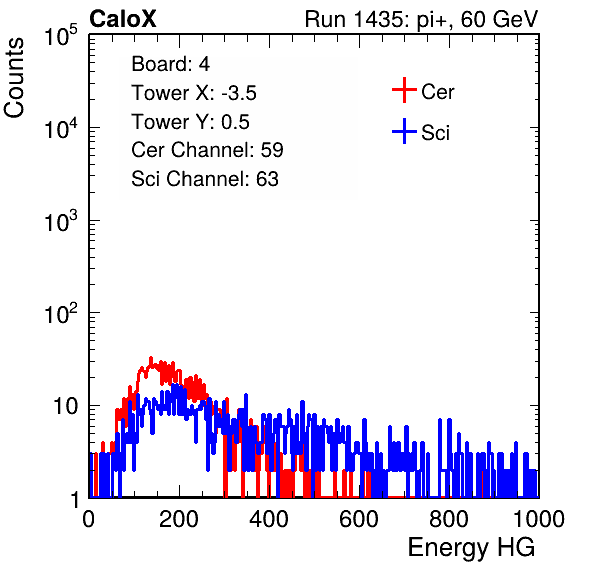 CaloX Run 1435: pi+, 60 GeV
Counts
10^5
10^4
10^3
10^2
10
1
Board: 4
Tower X: -3.5
Tower Y: 0.5
Cer Channel: 59
Sci Channel: 63
Cer
Sci
0 200 400 600 800 1000
Energy HG